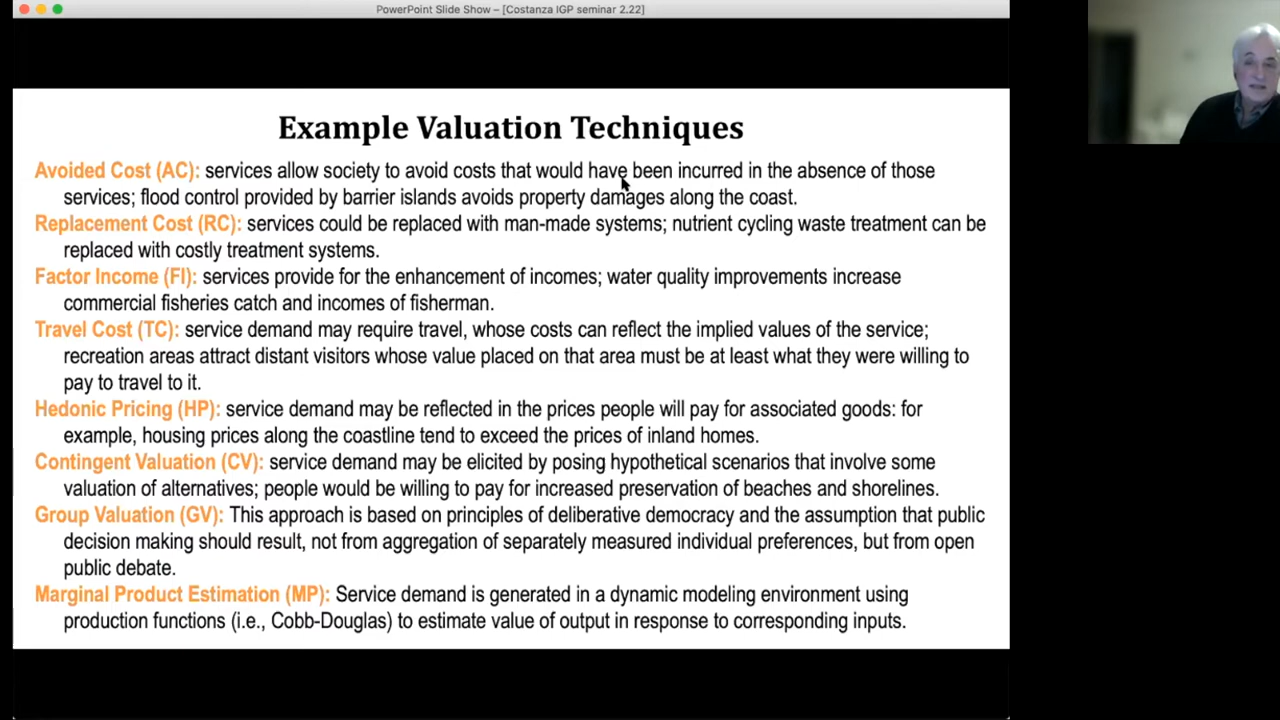 PowerPoint Slide Show – [Costanza IGP seminar 2.22]
Example Valuation Techniques
Avoided Cost (AC): services allow society to avoid costs that would have been incurred in the absence of those
services; flood control provided by barrier islands avoids property damages along the coast.
Replacement Cost (RC): services could be replaced with man-made systems; nutrient cycling waste treatment can be
replaced with costly treatment systems.
Factor Income (FI): services provide for the enhancement of incomes; water quality improvements increase
commercial fisheries catch and incomes of fisherman.
Travel Cost (TC): service demand may require travel, whose costs can reflect the implied values of the service;
recreation areas attract distant visitors whose value placed on that area must be at least what they were willing to
pay to travel to it.
Hedonic Pricing (HP): service demand may be reflected in the prices people will pay for associated goods: for
example, housing prices along the coastline tend to exceed the prices of inland homes.
Contingent Valuation (CV): service demand may be elicited by posing hypothetical scenarios that involve some
valuation of alternatives; people would be willing to pay for increased preservation of beaches and shorelines.
Group Valuation (GV): This approach is based on principles of deliberative democracy and the assumption that public
decision making should result, not from aggregation of separately measured individual preferences, but from open
public debate.
Marginal Product Estimation (MP): Service demand is generated in a dynamic modeling environment using
production functions (i.e., Cobb-Douglas) to estimate value of output in response to corresponding inputs.